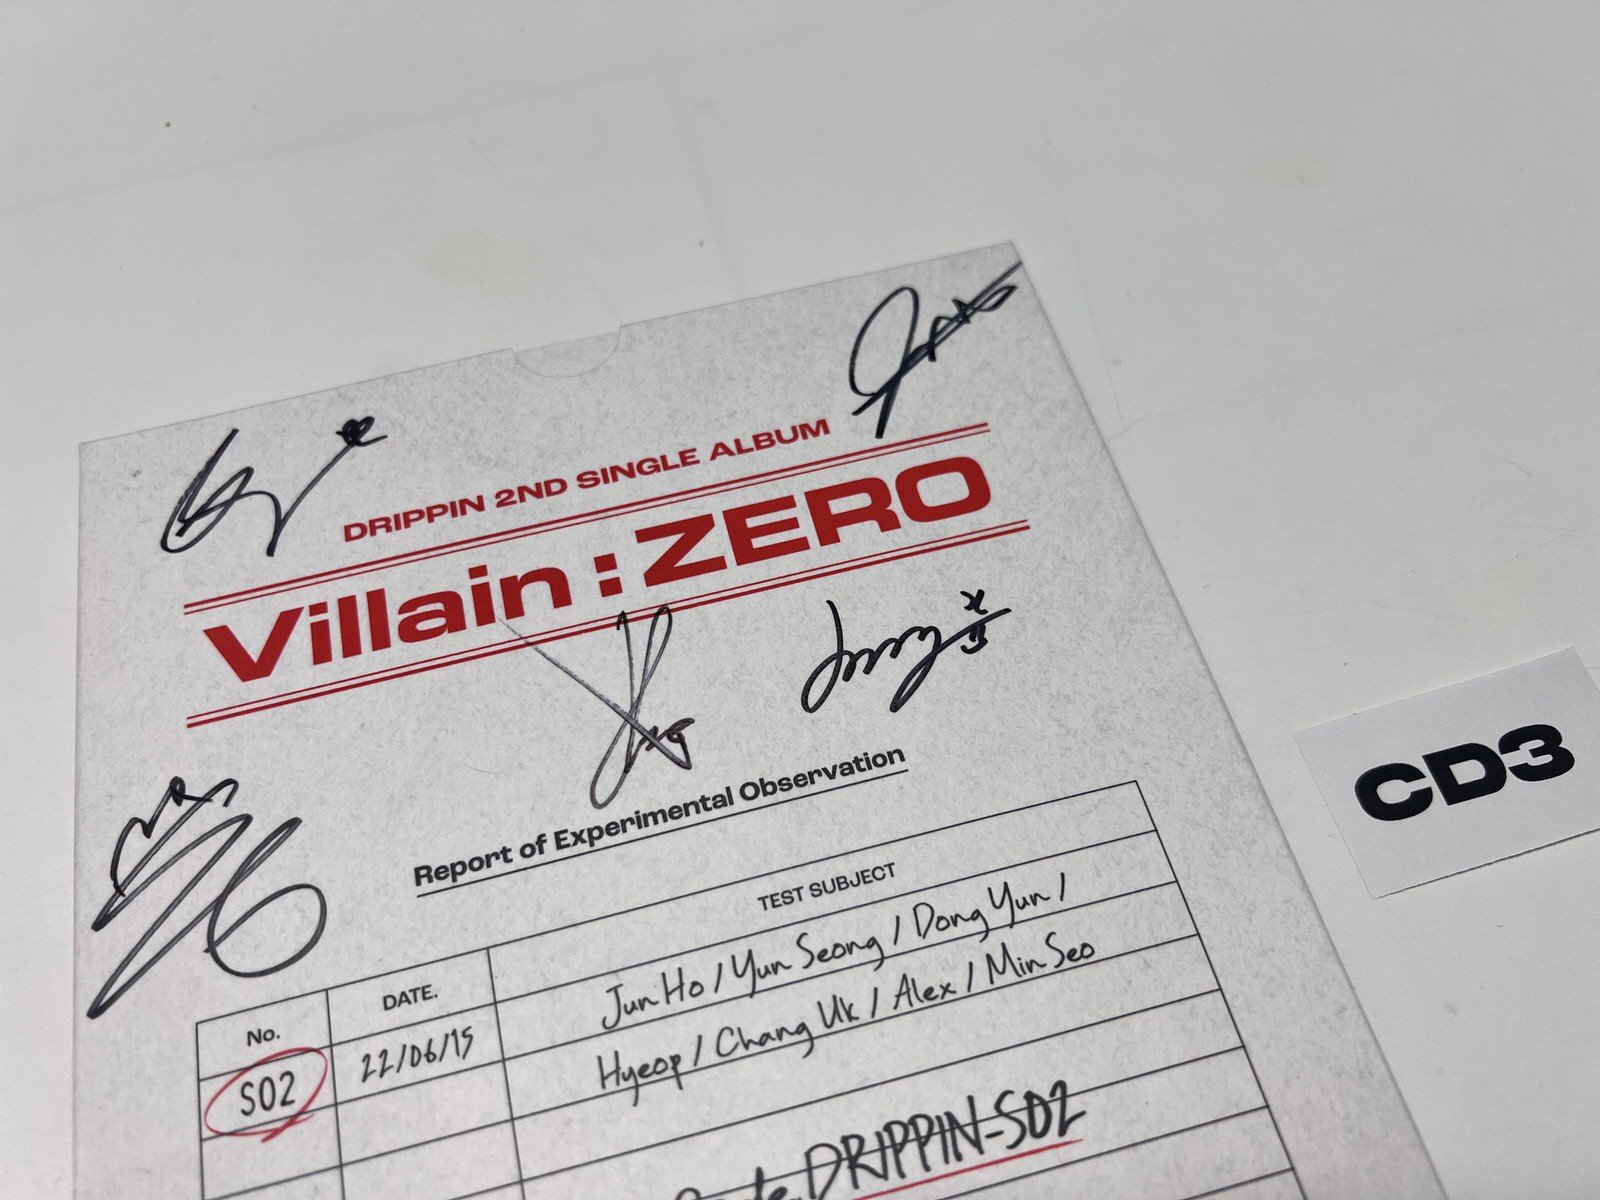 DRIPPIN 2ND SINGLE ALBUM
Villain : ZERO
Report of Experimental Observation
No.
DATE.
TEST SUBJECT
S02
22/06/15
Jun Ho / Yun Seong / Dong Yun /
Hyeop / Chang Uk / Alex / Min Seo
DRIPPIN-S02
CD3